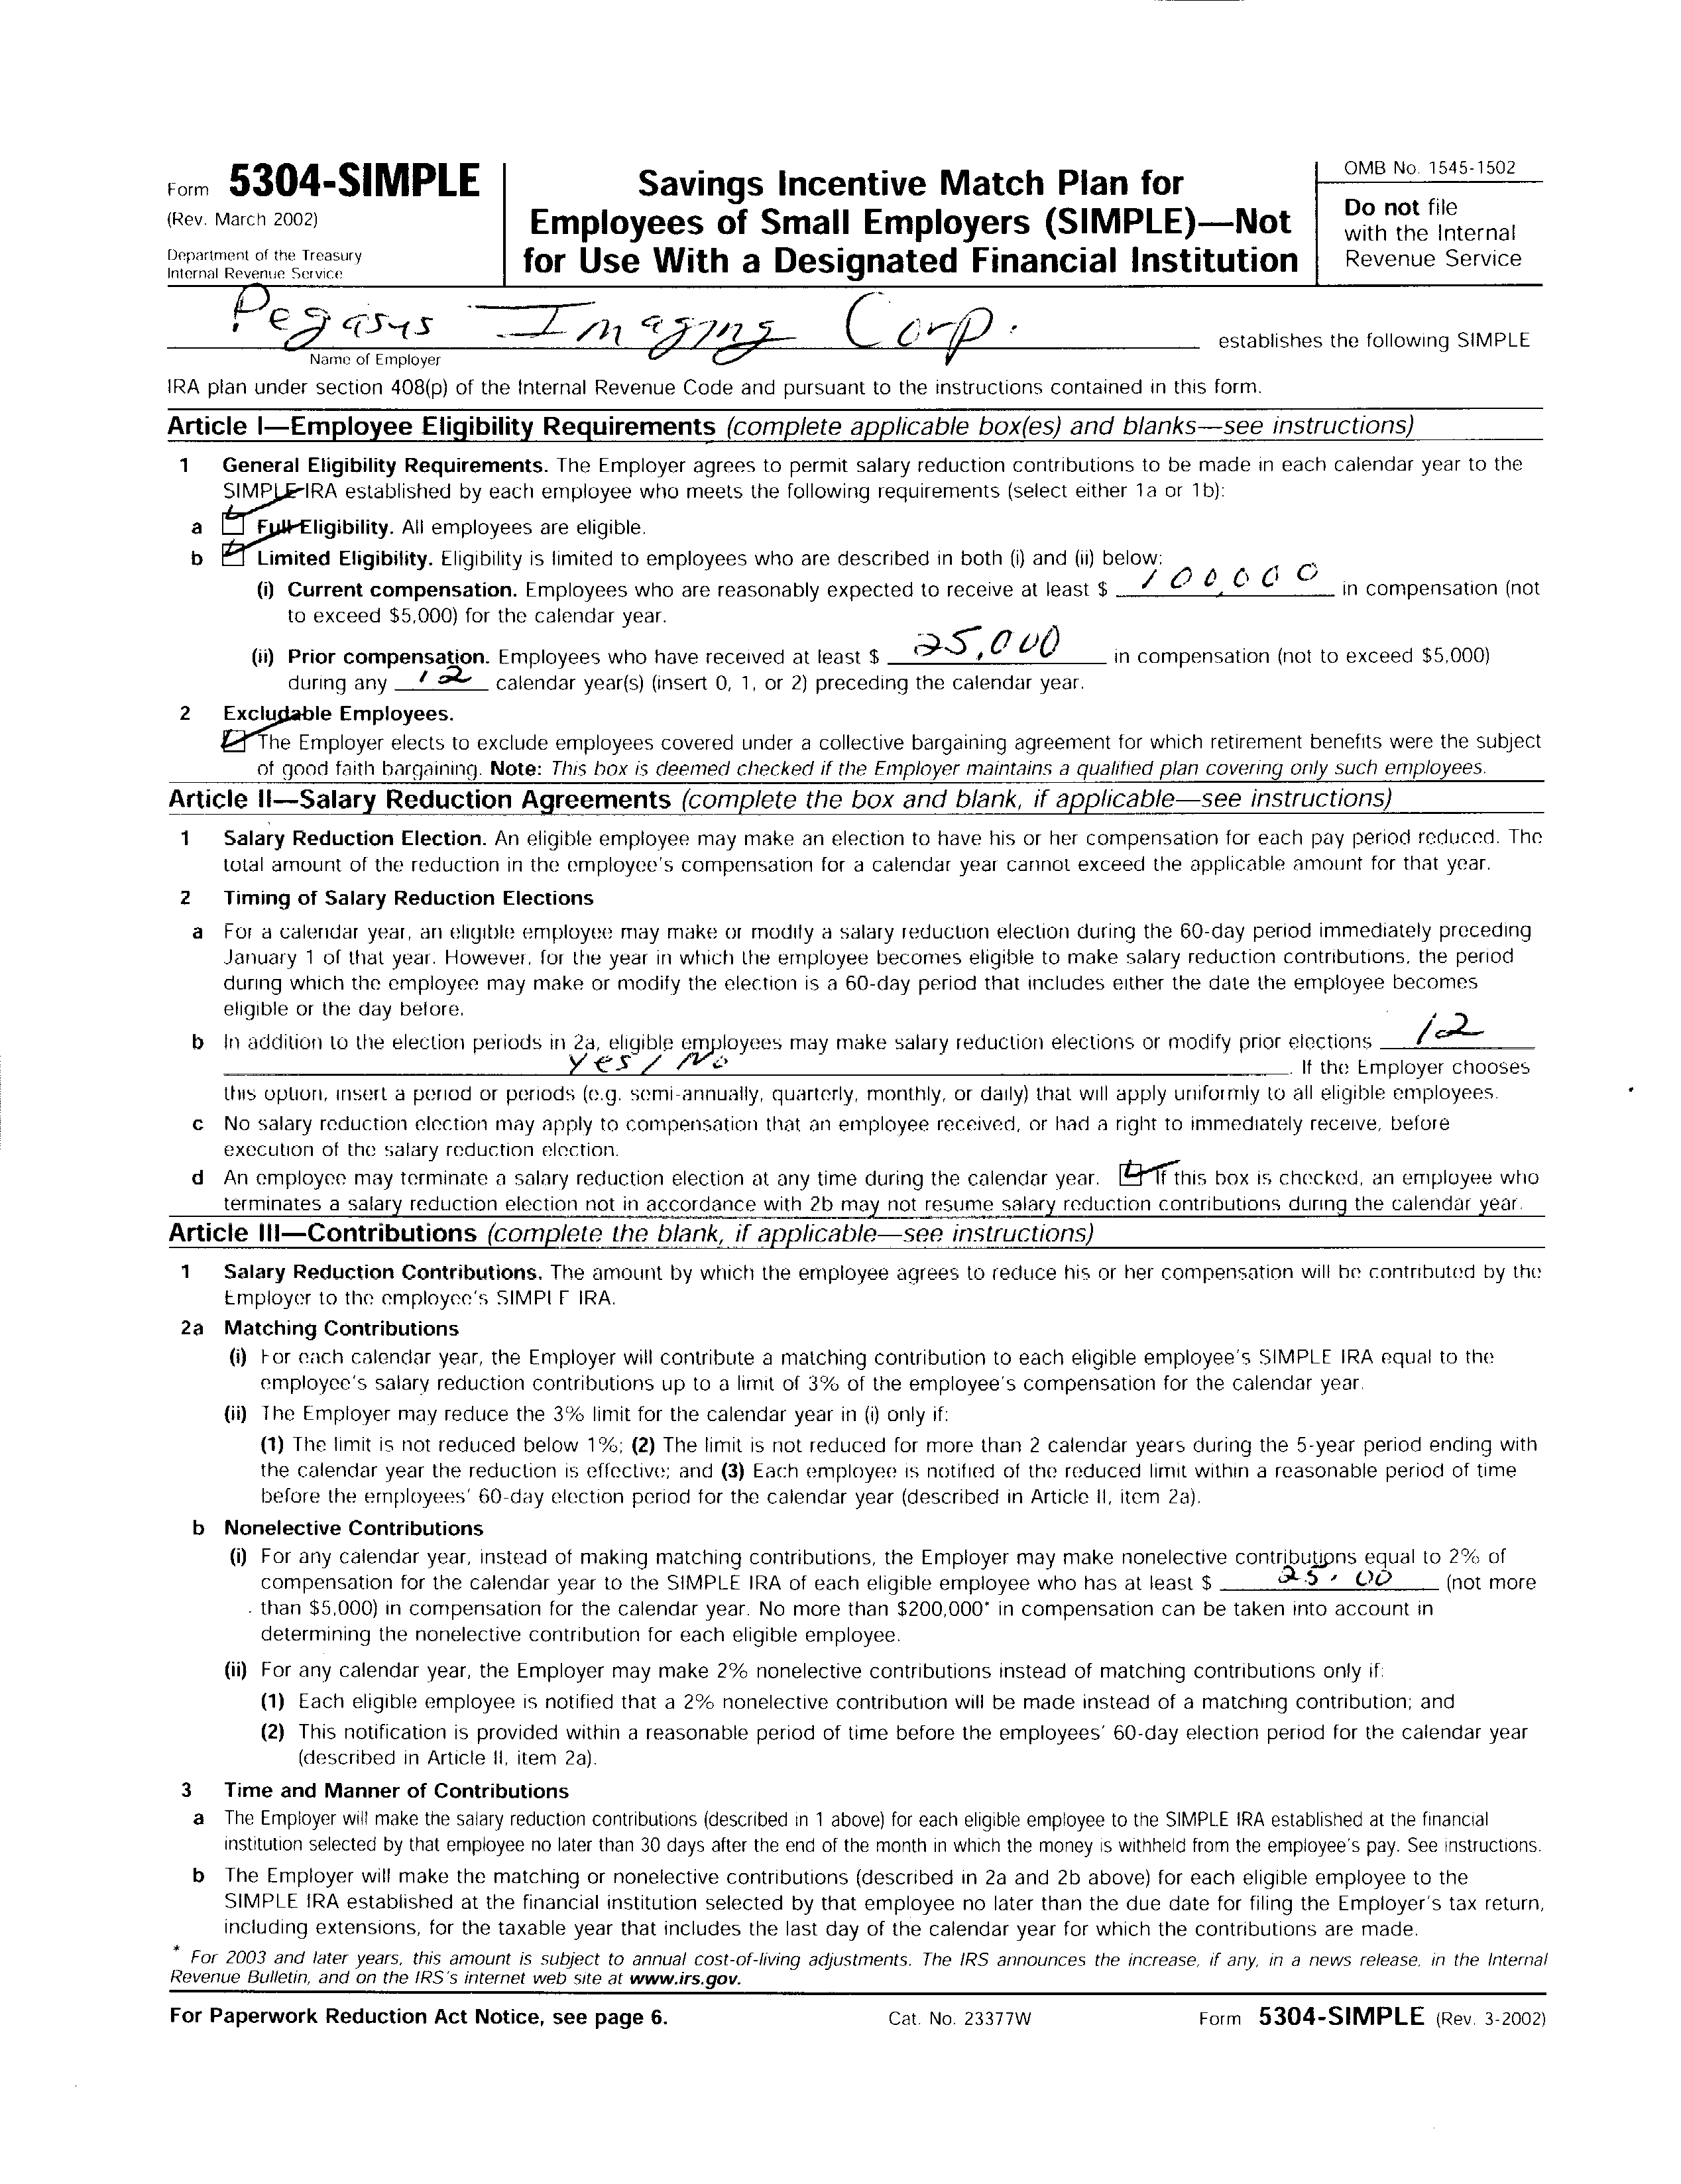 Form 5304-SIMPLE
(Rev. March 2002)
Department of the Treasury
Internal Revenue Service
Savings Incentive Match Plan for
Employees of Small Employers (SIMPLE)—Not
for Use With a Designated Financial Institution
OMB No. 1545-1502
Do not file
with the Internal
Revenue Service
Pegasus Imaging Corp. establishes the following SIMPLE
Name of Employer
IRA plan under section 408(p) of the Internal Revenue Code and pursuant to the instructions contained in this form.
Article I—Employee Eligibility Requirements (complete applicable box(es) and blanks—see instructions)
1 General Eligibility Requirements. The Employer agrees to permit salary reduction contributions to be made in each calendar year to the
SIMPLE IRA established by each employee who meets the following requirements (select either 1a or 1b):
a Full Eligibility. All employees are eligible.
b Limited Eligibility. Eligibility is limited to employees who are described in both (i) and (ii) below:
(i) Current compensation. Employees who are reasonably expected to receive at least $ 100,000 in compensation (not
to exceed $5,000) for the calendar year.
(ii) Prior compensation. Employees who have received at least $ 25,000 in compensation (not to exceed $5,000)
during any 12 calendar year(s) (insert 0, 1, or 2) preceding the calendar year.
2 Excludable Employees.
The Employer elects to exclude employees covered under a collective bargaining agreement for which retirement benefits were the subject
of good faith bargaining. Note: This box is deemed checked if the Employer maintains a qualified plan covering only such employees.
Article II—Salary Reduction Agreements (complete the box and blank, if applicable—see instructions)
1 Salary Reduction Election. An eligible employee may make an election to have his or her compensation for each pay period reduced. The
total amount of the reduction in the employee's compensation for a calendar year cannot exceed the applicable amount for that year.
2 Timing of Salary Reduction Elections
a For a calendar year, an eligible employee may make or modify a salary reduction election during the 60-day period immediately preceding
January 1 of that year. However, for the year in which the employee becomes eligible to make salary reduction contributions, the period
during which the employee may make or modify the election is a 60-day period that includes either the date the employee becomes
eligible or the day before.
b In addition to the election periods in 2a, eligible employees may make salary reduction elections or modify prior elections 12
Yes / No . If the Employer chooses
this option, insert a period or periods (e.g. semi-annually, quarterly, monthly, or daily) that will apply uniformly to all eligible employees.
c No salary reduction election may apply to compensation that an employee received, or had a right to immediately receive, before
execution of the salary reduction election.
d An employee may terminate a salary reduction election at any time during the calendar year. If this box is checked, an employee who
terminates a salary reduction election not in accordance with 2b may not resume salary reduction contributions during the calendar year.
Article III—Contributions (complete the blank, if applicable—see instructions)
1 Salary Reduction Contributions. The amount by which the employee agrees to reduce his or her compensation will be contributed by the
Employer to the employee's SIMPLE IRA.
2a Matching Contributions
(i) For each calendar year, the Employer will contribute a matching contribution to each eligible employee's SIMPLE IRA equal to the
employee's salary reduction contributions up to a limit of 3% of the employee's compensation for the calendar year.
(ii) The Employer may reduce the 3% limit for the calendar year in (i) only if:
(1) The limit is not reduced below 1%; (2) The limit is not reduced for more than 2 calendar years during the 5-year period ending with
the calendar year the reduction is effective; and (3) Each employee is notified of the reduced limit within a reasonable period of time
before the employees' 60-day election period for the calendar year (described in Article II, item 2a).
b Nonelective Contributions
(i) For any calendar year, instead of making matching contributions, the Employer may make nonelective contributions equal to 2% of
compensation for the calendar year to the SIMPLE IRA of each eligible employee who has at least $ 25.00 (not more
than $5,000) in compensation for the calendar year. No more than $200,000* in compensation can be taken into account in
determining the nonelective contribution for each eligible employee.
(ii) For any calendar year, the Employer may make 2% nonelective contributions instead of matching contributions only if:
(1) Each eligible employee is notified that a 2% nonelective contribution will be made instead of a matching contribution; and
(2) This notification is provided within a reasonable period of time before the employees' 60-day election period for the calendar year
(described in Article II, item 2a).
3 Time and Manner of Contributions
a The Employer will make the salary reduction contributions (described in 1 above) for each eligible employee to the SIMPLE IRA established at the financial
institution selected by that employee no later than 30 days after the end of the month in which the money is withheld from the employee's pay. See instructions.
b The Employer will make the matching or nonelective contributions (described in 2a and 2b above) for each eligible employee to the
SIMPLE IRA established at the financial institution selected by that employee no later than the due date for filing the Employer's tax return,
including extensions, for the taxable year that includes the last day of the calendar year for which the contributions are made.
* For 2003 and later years, this amount is subject to annual cost-of-living adjustments. The IRS announces the increase, if any, in a news release, in the Internal
Revenue Bulletin, and on the IRS's internet web site at www.irs.gov.
For Paperwork Reduction Act Notice, see page 6. Cat. No. 23377W Form 5304-SIMPLE (Rev. 3-2002)